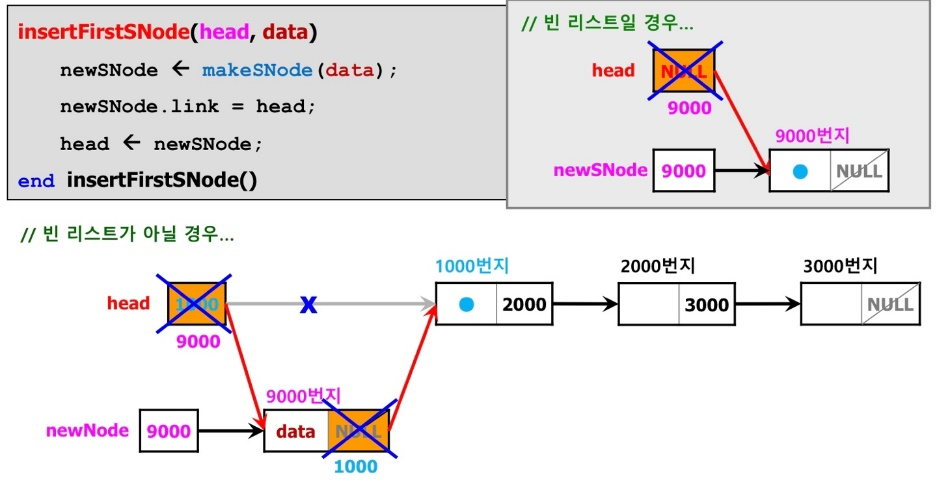 insertFirstSNode(head, data)
newSNode ← makeSNode(data);
newSNode.link = head;
head ← newSNode;
end insertFirstSNode()
// 빈 리스트일 경우...
head NULL
9000
9000번지
newSNode 9000 NULL
// 빈 리스트가 아닐 경우...
1000번지 2000번지 3000번지
head 1000 X 2000 3000 NULL
9000
9000번지
newNode 9000 data NULL
1000